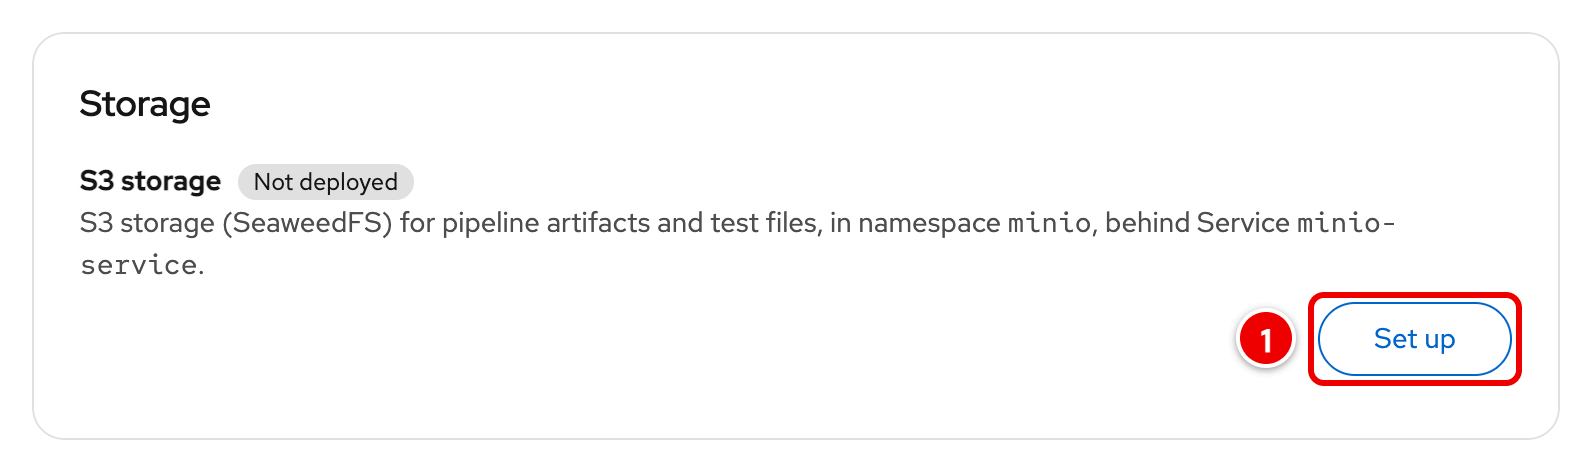 Storage
S3 storage Not deployed
S3 storage (SeaweedFS) for pipeline artifacts and test files, in namespace minio, behind Service minio-
service.
1 Set up